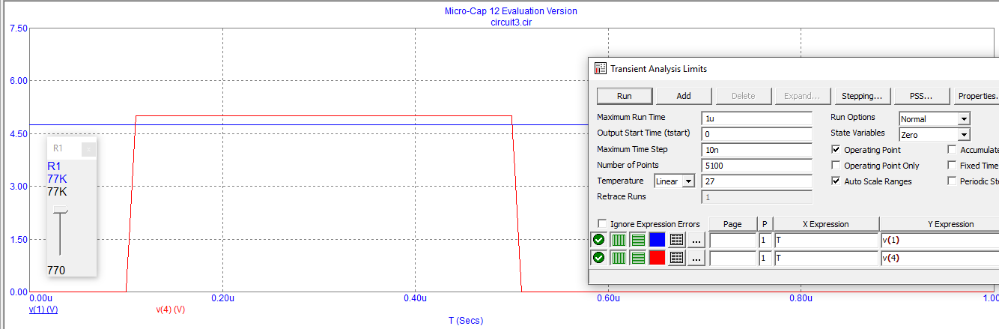 Micro-Cap 12 Evaluation Version
circuit3.cir
7.50
6.00
4.50
3.00
1.50
0.00
0.00u 0.20u 0.40u 0.60u 0.80u 1.00
v(1) (V) v(4) (V)
T (Secs)
R1
R1
77K
77K
770
Transient Analysis Limits
Run Add Delete Expand... Stepping... PSS... Properties.
Maximum Run Time 1u Run Options Normal
Output Start Time (tstart) 0 State Variables Zero
Maximum Time Step 10n Operating Point Accumulate
Number of Points 5100 Operating Point Only Fixed Time
Temperature Linear 27 Auto Scale Ranges Periodic Ste
Retrace Runs 1
Ignore Expression Errors Page P X Expression Y Expression
... 1 T v(1)
... 1 T v(4)